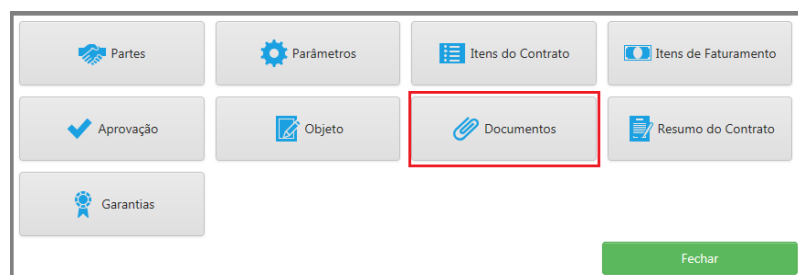 Partes
Parâmetros
Itens do Contrato
Itens de Faturamento
Aprovação
Objeto
Documentos
Resumo do Contrato
Garantias
Fechar